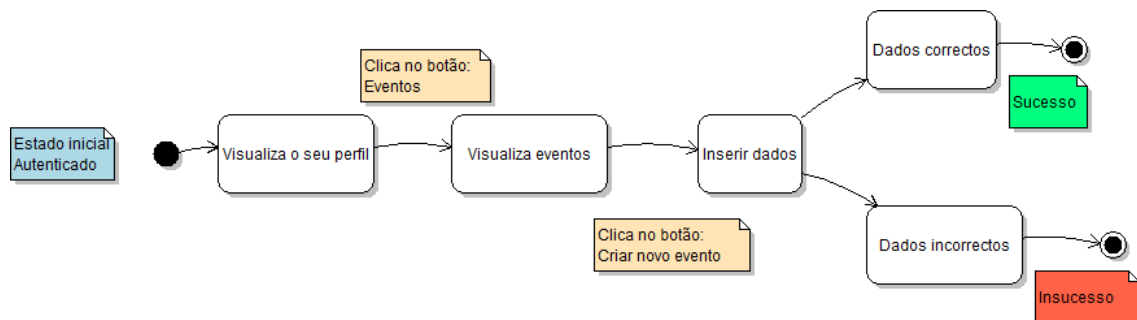 Estado inicial
Autenticado
Visualiza o seu perfil
Clica no botão:
Eventos
Visualiza eventos
Clica no botão:
Criar novo evento
Inserir dados
Dados correctos
Sucesso
Dados incorrectos
Insucesso